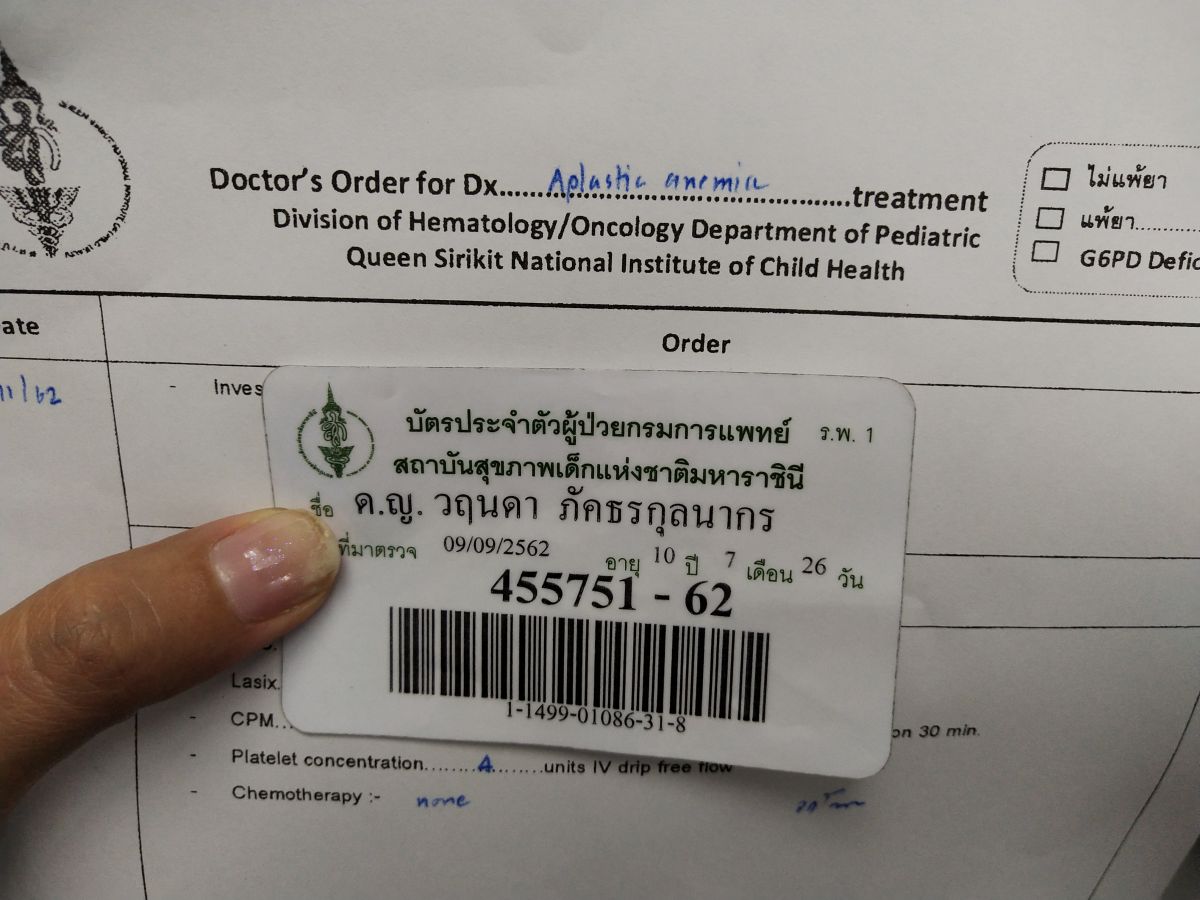 Doctor's Order for Dx......Aplastic anemia.........treatment
Division of Hematology/Oncology Department of Pediatric
Queen Sirikit National Institute of Child Health
ไม่แพ้ยา
แพ้ยา.........
G6PD Defic
ate
Order
11/62
- Inves
บัตรประจำตัวผู้ป่วยกรมการแพทย์ ร.พ. 1
สถาบันสุขภาพเด็กแห่งชาติมหาราชินี
ชื่อ ด.ญ. วฤนดา ภัคธรกุลนากร
ที่มาตรวจ 09/09/2562 อายุ 10 ปี 7 เดือน 26 วัน
455751 - 62
1-1499-01086-31-8
Lasix.
- CPM... on 30 min.
- Platelet concentration........A.......units IV drip free flow
- Chemotherapy :- none